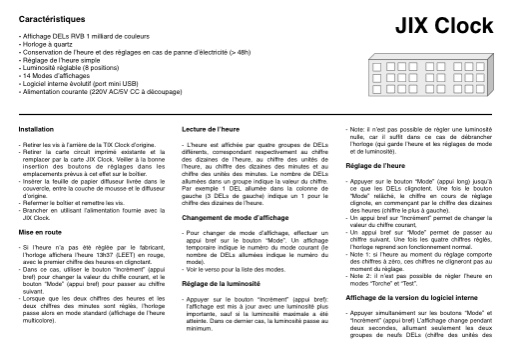 Caractéristiques
- Affichage DELs RVB 1 milliard de couleurs
- Horloge à quartz
- Conservation de l'heure et des réglages en cas de panne d'électricité (> 48h)
- Réglage de l'heure simple
- Luminosité réglable (8 positions)
- 14 Modes d'affichages
- Logiciel interne évolutif (port mini USB)
- Alimentation courante (220V AC/5V CC à découpage)
JIX Clock
Installation
- Retirer les vis à l'arrière de la TIX Clock d'origine.
- Retirer la carte circuit imprimé existante et la
remplacer par la carte JIX Clock. Veiller à la bonne
insertion des boutons de réglages dans les
emplacements prévus à cet effet sur le boîtier.
- Insérer la feuille de papier diffusur livrée dans le
couvercle, entre la couche de mousse et le diffuseur
d'origine.
- Refermer le boîtier et remettre les vis.
- Brancher en utilisant l'alimentation fournie avec la
JIX Clock.
Mise en route
- Si l'heure n'a pas été réglée par le fabricant,
l'horloge affichera l'heure 13h37 (LEET) en rouge,
avec le premier chiffre des heures en clignotant.
- Dans ce cas, utiliser le bouton "Incrément" (appui
bref) pour changer la valeur du chiffre courant, et le
bouton "Mode" (appui bref) pour passer au chiffre
suivant.
- Lorsque que les deux chiffres des heures et les
deux chiffres des minutes sont réglés, l'horloge
passe alors en mode standard (affichage de l'heure
multicolore).
Lecture de l'heure
- L'heure est affichée par quatre groupes de DELs
différents, correspondant respectivement au chiffre
des dizaines de l'heure, au chiffre des unités de
l'heure, au chiffre des dizaines des minutes et au
chiffre des unités des minutes. Le nombre de DELs
allumées dans un groupe indique la valeur du chiffre.
Par exemple 1 DEL allumée dans la colonne de
gauche (3 DELs de gauche) indique un 1 pour le
chiffre des dizaines de l'heure.
Changement de mode d'affichage
- Pour changer de mode d'affichage, effectuer un
appui bref sur le bouton "Mode". Un affichage
temporaire indique le numéro du mode courant (le
nombre de DELs allumées indique le numéro du
mode).
- Voir le verso pour la liste des modes.
Réglage de la luminosité
- Appuyer sur le bouton "Incrément" (appui bref):
l'affichage est mis à jour avec une luminosité plus
importante, sauf si la luminosité maximale a été
atteinte. Dans ce dernier cas, la luminosité passe au
minimum.
- Note: il n'est pas possible de régler une luminosité
nulle, car il suffit dans ce cas de débrancher
l'horloge (qui garde l'heure et les réglages de mode
et de luminosité).
Réglage de l'heure
- Appuyer sur le bouton "Mode" (appui long) jusqu'à
ce que les DELs clignotent. Une fois le bouton
"Mode" relâché, le chiffre en cours de réglage
clignote, en commançant par le chiffre des dizaines
des heures (chiffre le plus à gauche).
- Un appui bref sur "Incrément" permet de changer la
valeur du chiffre courant.
- Un appui bref sur "Mode" permet de passer au
chiffre suivant. Une fois les quatre chiffres réglés,
l'horloge reprend son fonctionnement normal.
- Note 1: si l'heure au moment du réglage comporte
des chiffres à zéro, ces chiffres ne clignoteront pas au
moment du réglage.
- Note 2: il n'est pas possible de régler l'heure en
modes "Torche" et "Test".
Affichage de la version du logiciel interne
- Appuyer simultanément sur les boutons "Mode" et
"Incrément" (appui bref) L'affichage change pendant
deux secondes, allumant seulement les deux
groupes de neufs DELs (chiffre des unités des